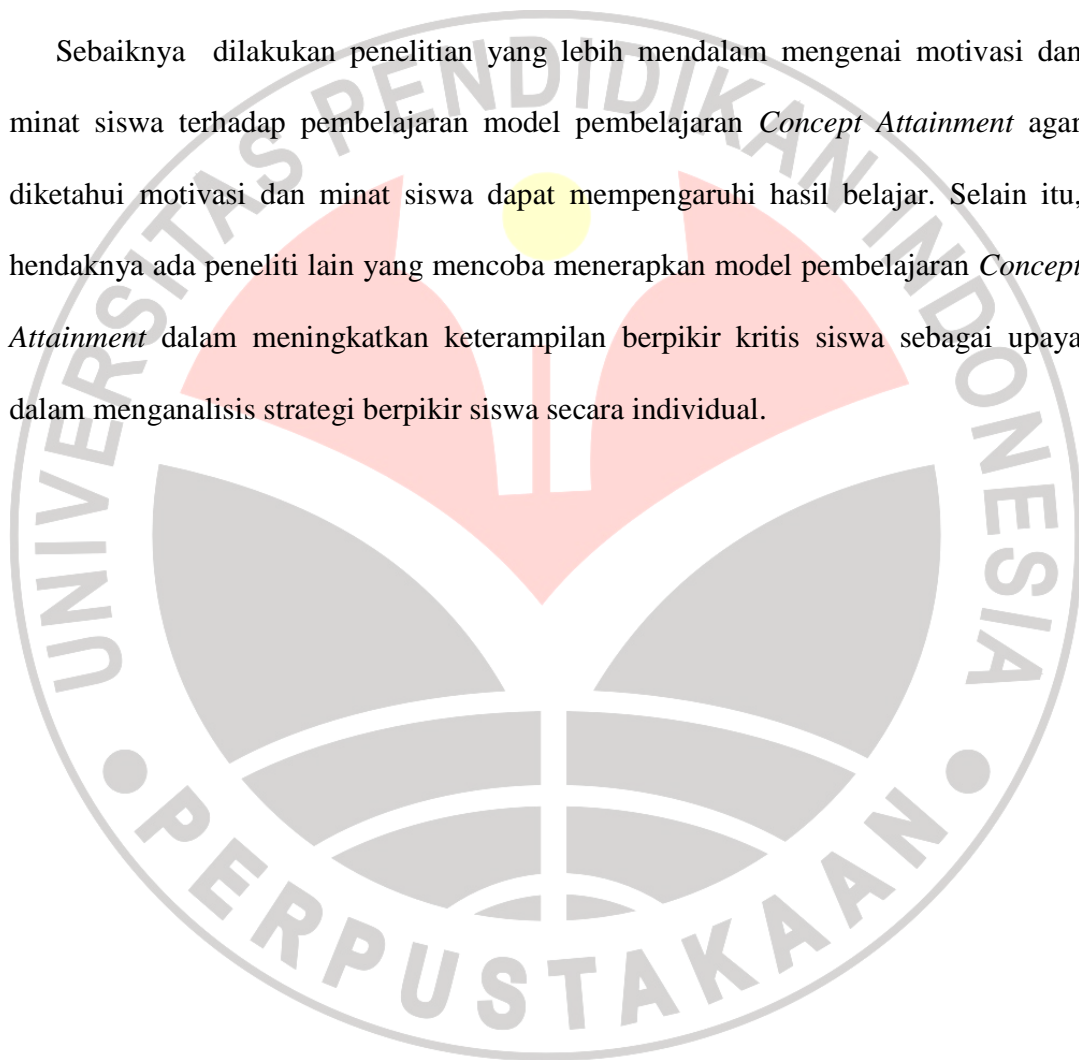 Sebaiknya dilakukan penelitian yang lebih mendalam mengenai motivasi dan
minat siswa terhadap pembelajaran model pembelajaran Concept Attainment agar
diketahui motivasi dan minat siswa dapat mempengaruhi hasil belajar. Selain itu,
hendaknya ada peneliti lain yang mencoba menerapkan model pembelajaran Concept
Attainment dalam meningkatkan keterampilan berpikir kritis siswa sebagai upaya
dalam menganalisis strategi berpikir siswa secara individual.
UNIVERSITAS PENDIDIKAN INDONESIA
PERPUSTAKAAN